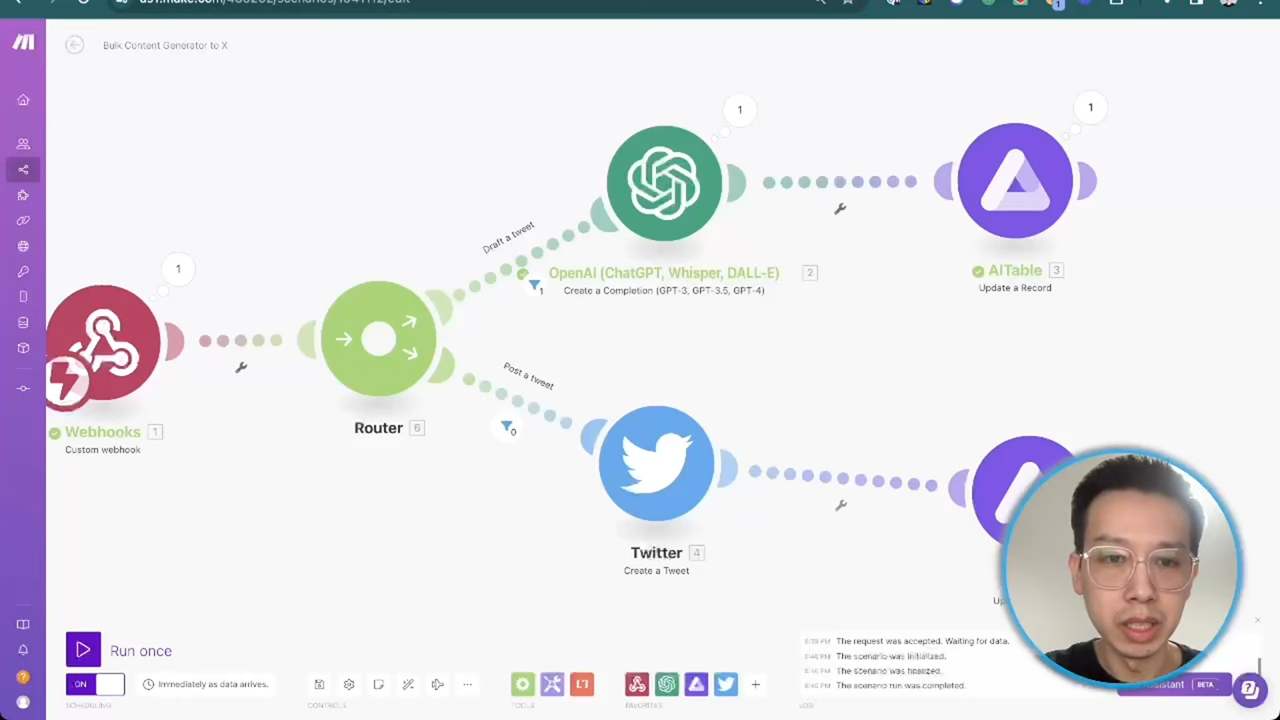 Bulk Content Generator to X
1
1
Draft a tweet
1
OpenAI (ChatGPT, Whisper, DALL-E) 2
Create a Completion (GPT-3, GPT-3.5, GPT-4)
AITable 3
Update a Record
1
Webhooks 1
Custom webhook
Router 6
Post a tweet
0
Twitter 4
Create a Tweet
Run once
ON
Immediately as data arrives.
SCHEDULING
CONTROLS
TOOLS
FAVORITES
LOG
The request was accepted. Waiting for data.
The scenario was initialized.
The scenario was finalized.
The scenario run was completed.
Assistant BETA